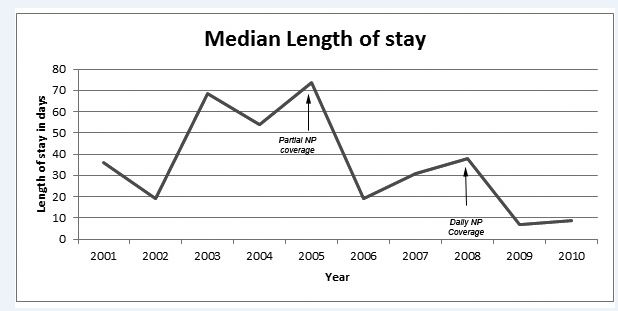 Median Length of stay
Length of stay in days
80
70
60
50
40
30
20
10
0
Partial NP
coverage
Daily NP
Coverage
2001 2002 2003 2004 2005 2006 2007 2008 2009 2010
Year